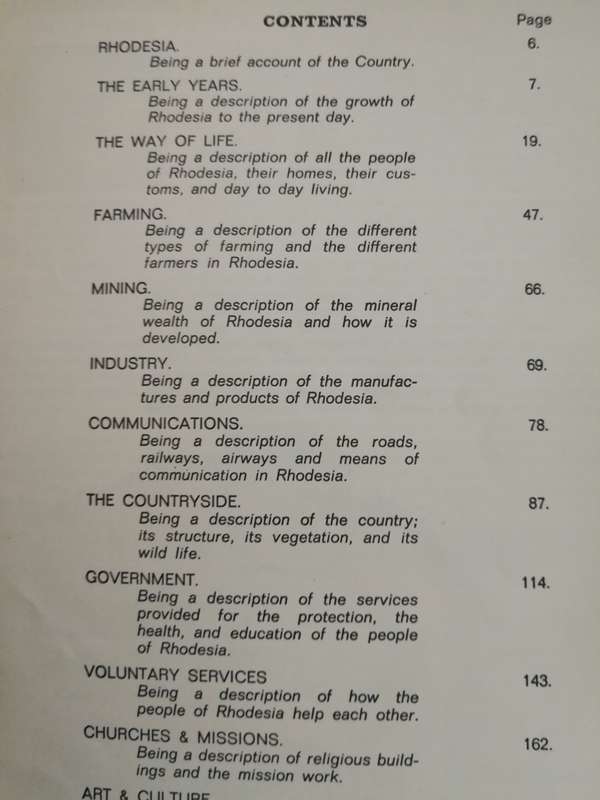 CONTENTS Page
RHODESIA. 6.
Being a brief account of the Country.
THE EARLY YEARS. 7.
Being a description of the growth of
Rhodesia to the present day.
THE WAY OF LIFE. 19.
Being a description of all the people
of Rhodesia, their homes, their cus-
toms, and day to day living.
FARMING. 47.
Being a description of the different
types of farming and the different
farmers in Rhodesia.
MINING. 66.
Being a description of the mineral
wealth of Rhodesia and how it is
developed.
INDUSTRY. 69.
Being a description of the manufac-
tures and products of Rhodesia.
COMMUNICATIONS. 78.
Being a description of the roads,
railways, airways and means of
communication in Rhodesia.
THE COUNTRYSIDE. 87.
Being a description of the country;
its structure, its vegetation, and its
wild life.
GOVERNMENT. 114.
Being a description of the services
provided for the protection, the
health, and education of the people
of Rhodesia.
VOLUNTARY SERVICES 143.
Being a description of how the
people of Rhodesia help each other.
CHURCHES & MISSIONS. 162.
Being a description of religious build-
ings and the mission work.
ART & CULTURE